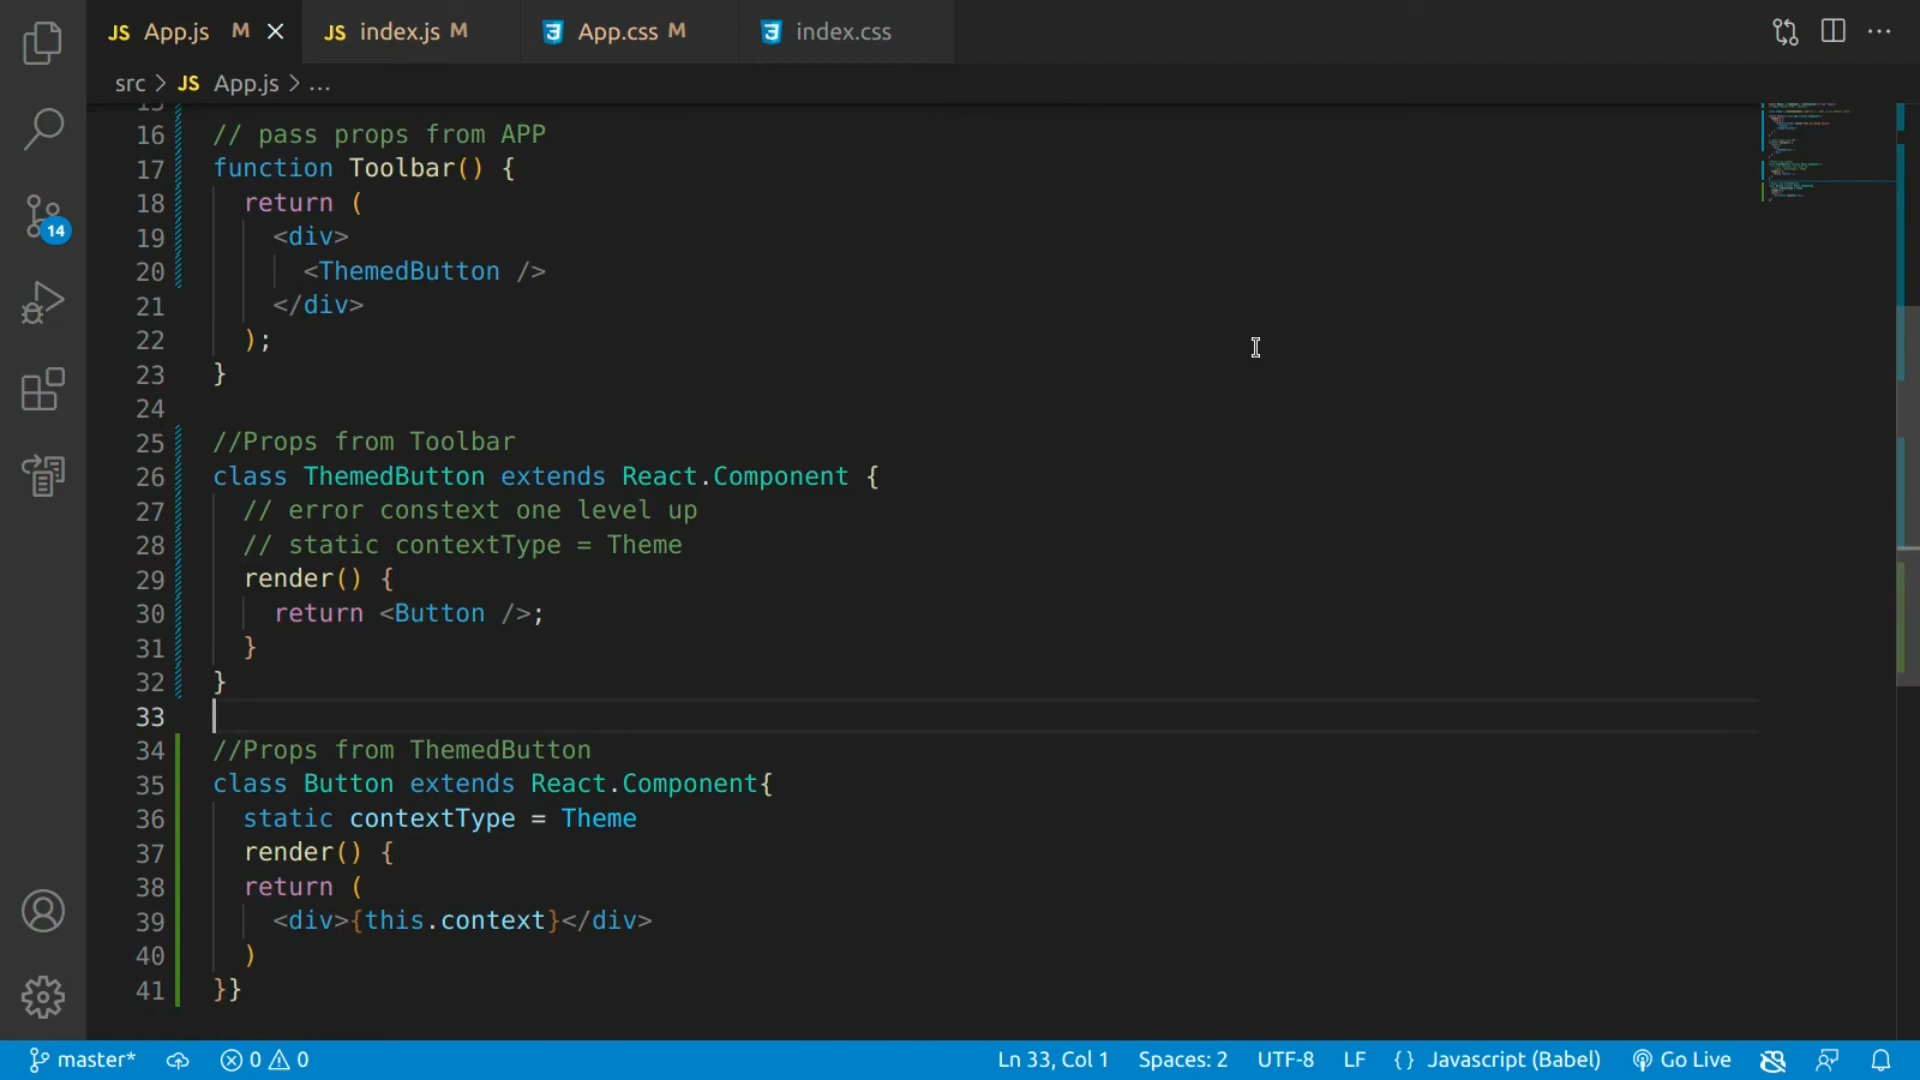 JS App.js M
JS index.js M
App.css M
index.css
src > JS App.js > ...
15
16 // pass props from APP
17 function Toolbar() {
18 return (
19 <div>
20 <ThemedButton />
21 </div>
22 );
23 }
24
25 //Props from Toolbar
26 class ThemedButton extends React.Component {
27 // error constext one level up
28 // static contextType = Theme
29 render() {
30 return <Button />;
31 }
32 }
33
34 //Props from ThemedButton
35 class Button extends React.Component{
36 static contextType = Theme
37 render() {
38 return (
39 <div>{this.context}</div>
40 )
41 }}
14
master* 0 0 Ln 33, Col 1 Spaces: 2 UTF-8 LF {} Javascript (Babel) Go Live